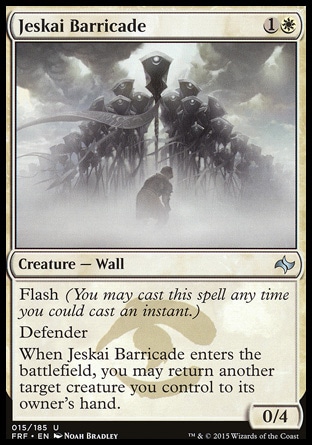 Jeskai Barricade 1
Creature — Wall
Flash (You may cast this spell any time
you could cast an instant.)
Defender
When Jeskai Barricade enters the
battlefield, you may return another
target creature you control to its
owner's hand.
0/4
015/185 U
FRF • EN Noah Bradley
™ & © 2015 Wizards of the Coast